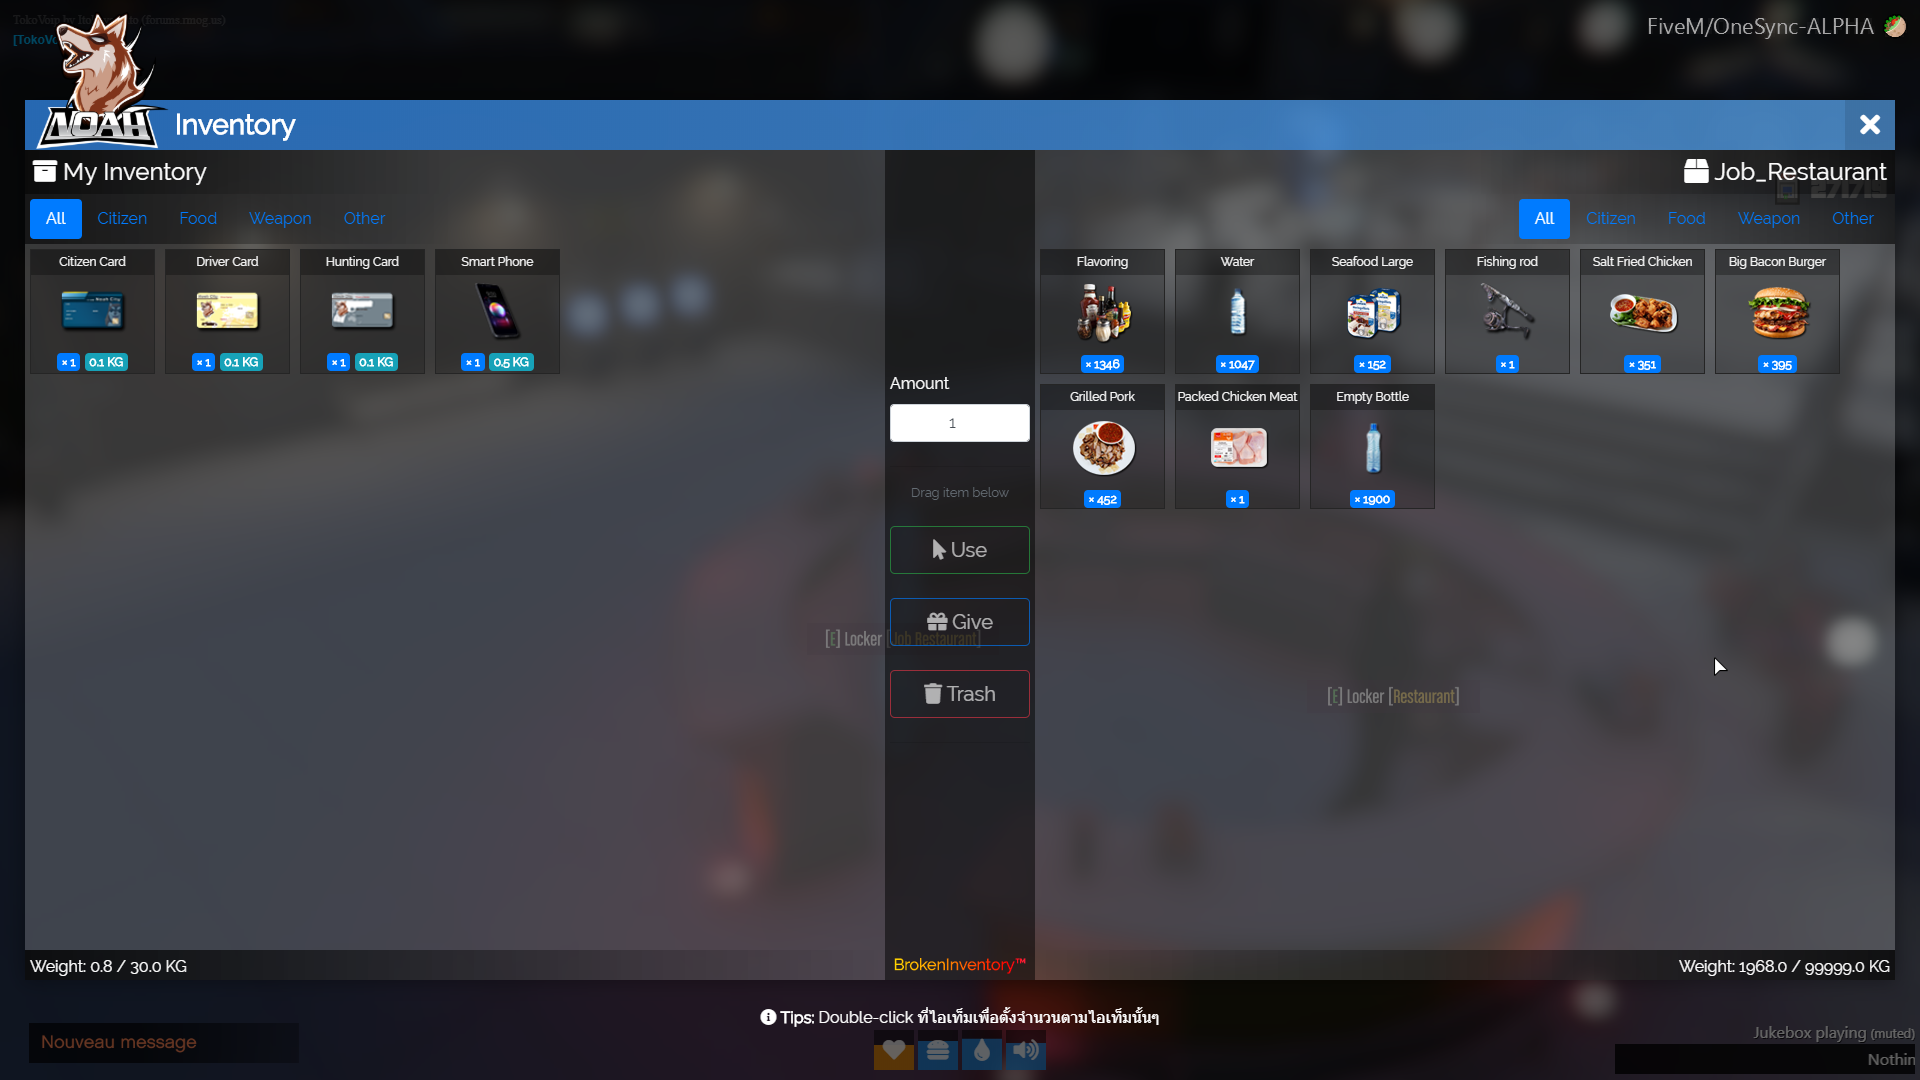 TokoVoip by Ito
fo (forums.rmog.us)
[TokoVo
FiveM/OneSync-ALPHA
NOAH
Inventory
My Inventory
Job_Restaurant
All Citizen Food Weapon Other
All Citizen Food Weapon Other
Citizen Card
× 1 0.1 KG
Driver Card
× 1 0.1 KG
Hunting Card
× 1 0.1 KG
Smart Phone
× 1 0.5 KG
Amount
1
Drag item below
Use
Give
Trash
Flavoring
× 1346
Water
× 1047
Seafood Large
× 152
Fishing rod
× 1
Salt Fried Chicken
× 351
Big Bacon Burger
× 395
Grilled Pork
× 452
Packed Chicken Meat
× 1
Empty Bottle
× 1900
[E] Locker [Job Restaurant]
[E] Locker [Restaurant]
Weight: 0.8 / 30.0 KG
BrokenInventory™
Weight: 1968.0 / 99999.0 KG
Tips: Double-click ที่ไอเท็มเพื่อตั้งจำนวนตามไอเท็มนั้นๆ
Nouveau message
Jukebox playing (muted)
Nothin